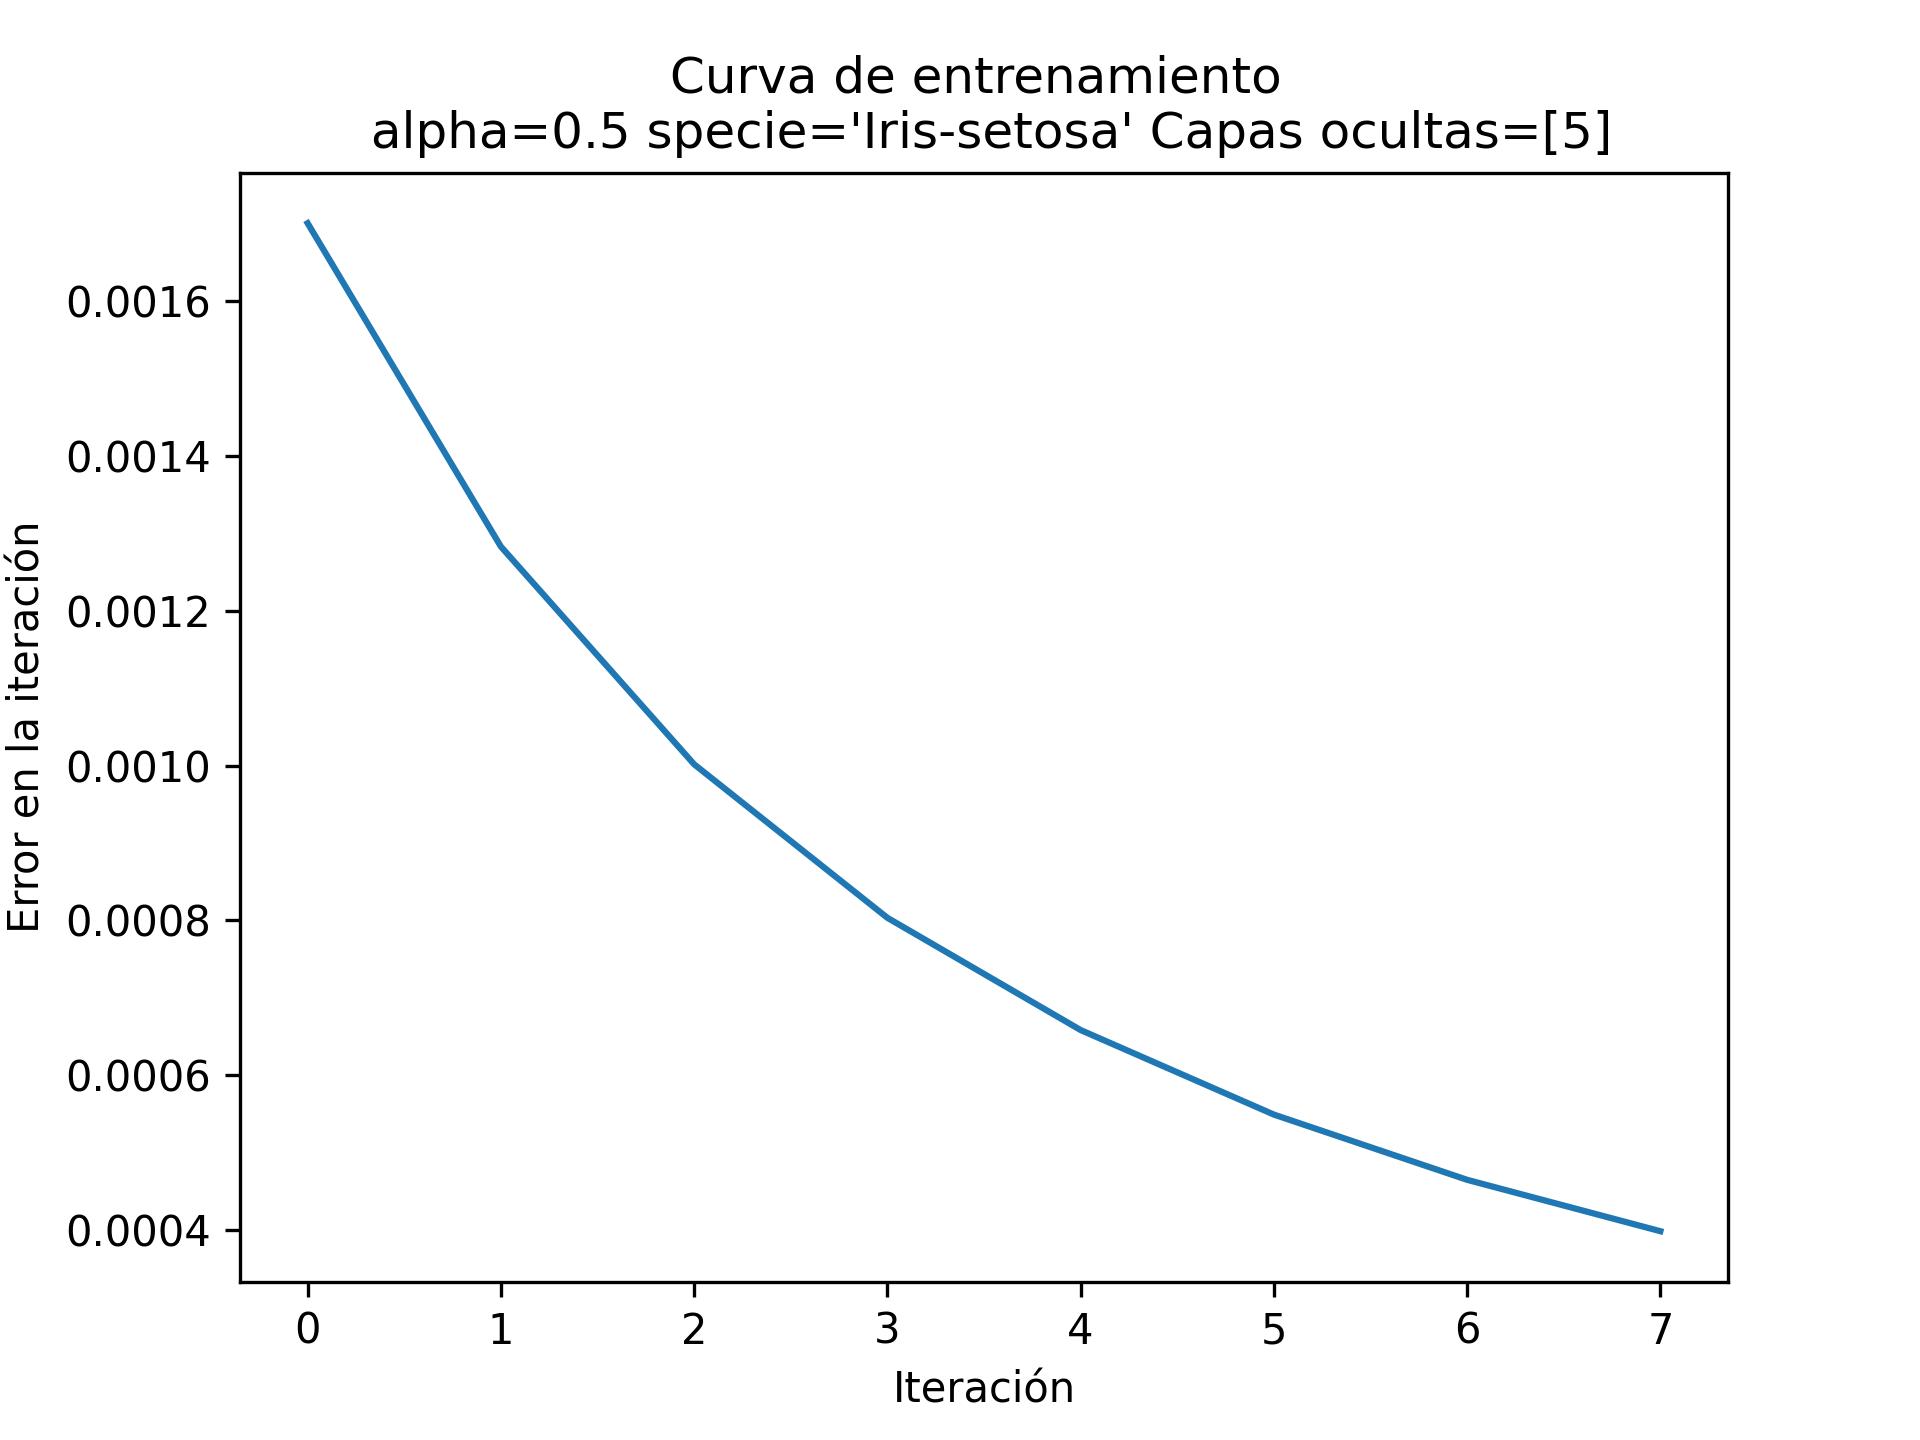 Curva de entrenamiento
alpha=0.5 specie='Iris-setosa' Capas ocultas=[5]
Error en la iteración
0.0016
0.0014
0.0012
0.0010
0.0008
0.0006
0.0004
0 1 2 3 4 5 6 7
Iteración